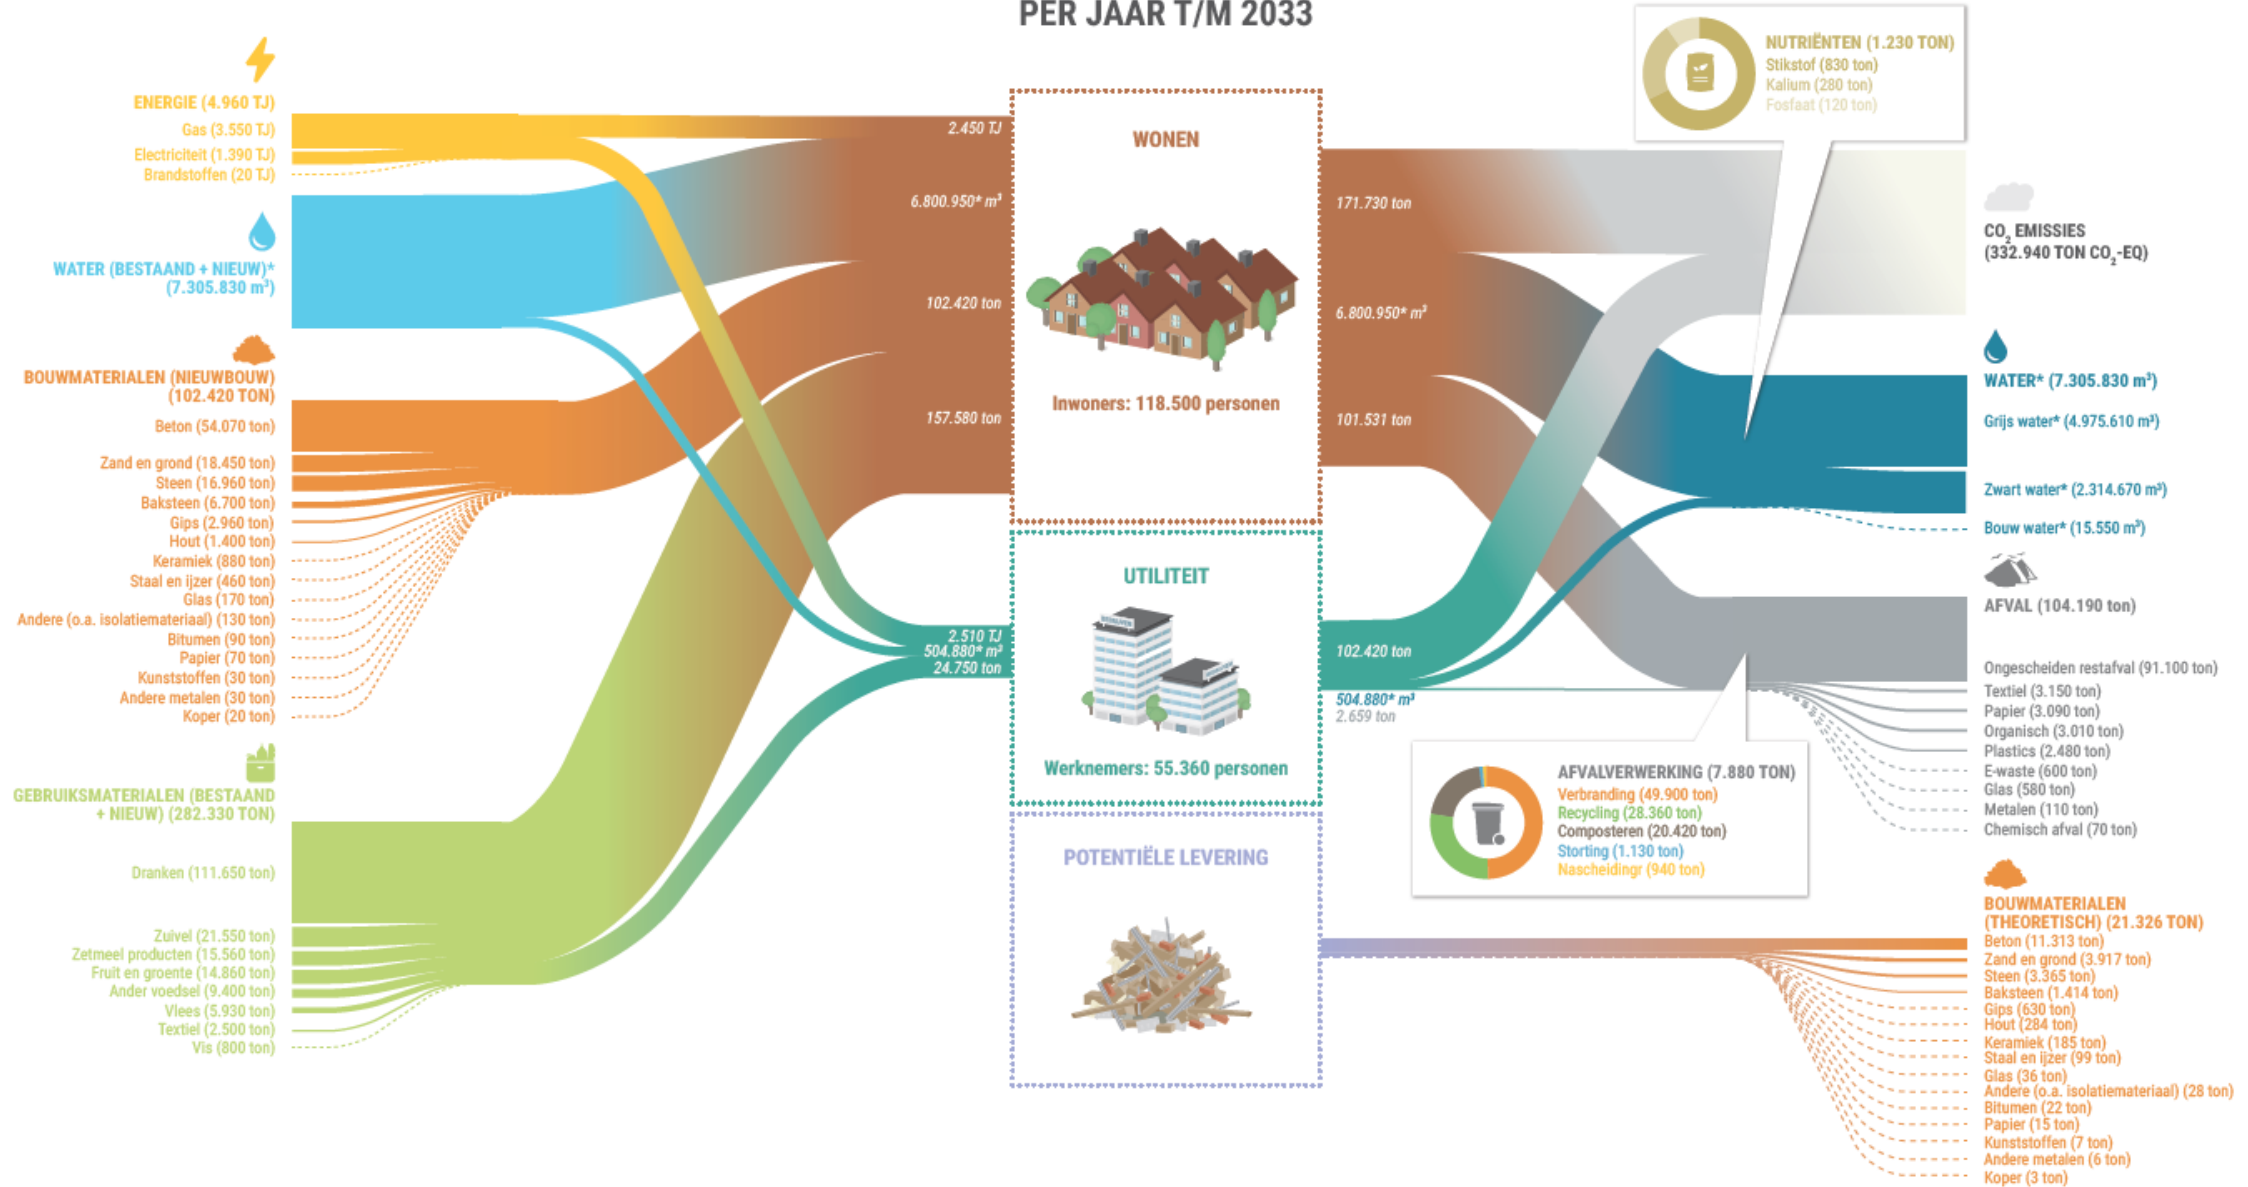 PER JAAR T/M 2033
ENERGIE (4.960 TJ)
Gas (3.550 TJ)
Electriciteit (1.390 TJ)
Brandstoffen (20 TJ)
WATER (BESTAAND + NIEUW)*
(7.305.830 m³)
BOUWMATERIALEN (NIEUWBOUW)
(102.420 TON)
Beton (54.070 ton)
Zand en grond (18.450 ton)
Steen (16.960 ton)
Baksteen (6.700 ton)
Gips (2.960 ton)
Hout (1.400 ton)
Keramiek (880 ton)
Staal en ijzer (460 ton)
Glas (170 ton)
Andere (o.a. isolatiemateriaal) (130 ton)
Bitumen (90 ton)
Papier (70 ton)
Kunststoffen (30 ton)
Andere metalen (30 ton)
Koper (20 ton)
GEBRUIKSMATERIALEN (BESTAAND
+ NIEUW) (282.330 TON)
Dranken (111.650 ton)
Zuivel (21.550 ton)
Zetmeel producten (15.560 ton)
Fruit en groente (14.860 ton)
Ander voedsel (9.400 ton)
Vlees (5.930 ton)
Textiel (2.500 ton)
Vis (800 ton)
2.450 TJ
6.800.950* m³
102.420 ton
157.580 ton
2.510 TJ
504.880* m³
24.750 ton
WONEN
Inwoners: 118.500 personen
UTILITEIT
Werknemers: 55.360 personen
POTENTIËLE LEVERING
171.730 ton
6.800.950* m³
101.531 ton
102.420 ton
504.880* m³
2.659 ton
NUTRIËNTEN (1.230 TON)
Stikstof (830 ton)
Kalium (280 ton)
Fosfaat (120 ton)
AFVALVERWERKING (7.880 TON)
Verbranding (49.900 ton)
Recycling (28.360 ton)
Composteren (20.420 ton)
Storting (1.130 ton)
Nascheidingr (940 ton)
CO₂ EMISSIES
(332.940 TON CO₂-EQ)
WATER* (7.305.830 m³)
Grijs water* (4.975.610 m³)
Zwart water* (2.314.670 m³)
Bouw water* (15.550 m³)
AFVAL (104.190 ton)
Ongescheiden restafval (91.100 ton)
Textiel (3.150 ton)
Papier (3.090 ton)
Organisch (3.010 ton)
Plastics (2.480 ton)
E-waste (600 ton)
Glas (580 ton)
Metalen (110 ton)
Chemisch afval (70 ton)
BOUWMATERIALEN
(THEORETISCH) (21.326 TON)
Beton (11.313 ton)
Zand en grond (3.917 ton)
Steen (3.365 ton)
Baksteen (1.414 ton)
Gips (630 ton)
Hout (284 ton)
Keramiek (185 ton)
Staal en ijzer (99 ton)
Glas (36 ton)
Andere (o.a. isolatiemateriaal) (28 ton)
Bitumen (22 ton)
Papier (15 ton)
Kunststoffen (7 ton)
Andere metalen (6 ton)
Koper (3 ton)